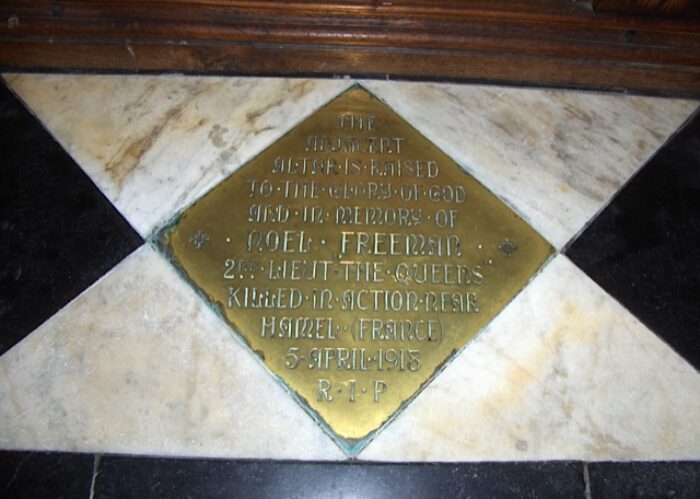 THE
ADJACENT
ALTAR·IS·RAISED
TO·THE·GLORY·OF·GOD
AND·IN·MEMORY·OF
·NOEL·FREEMAN·
2ND·LIEUT·"THE·QUEENS"
KILLED·IN·ACTION·NEAR
HAMEL·(FRANCE)
5·APRIL·1918
R·I·P